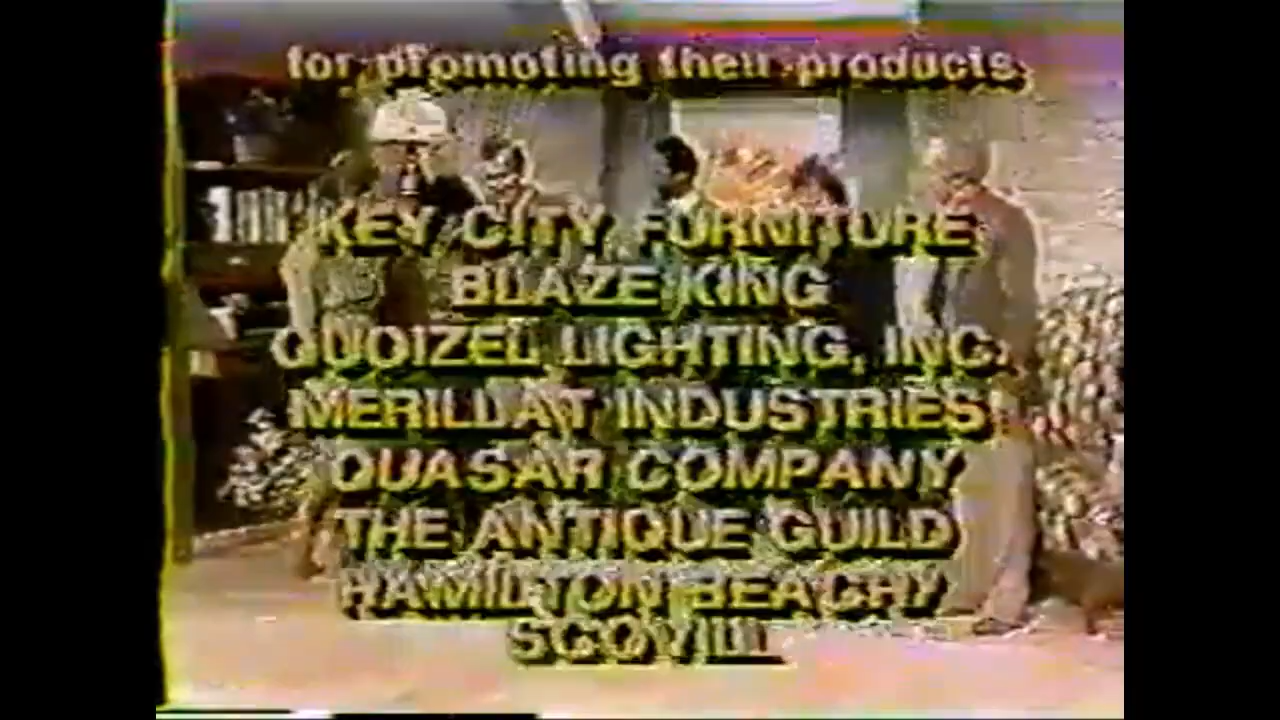 for promoting their products
KEY CITY FURNITURE
BLAZE KING
QUOIZEL LIGHTING, INC.
MERILLAT INDUSTRIES
QUASAR COMPANY
THE ANTIQUE GUILD
HAMILTON BEACH/
SCOVILL